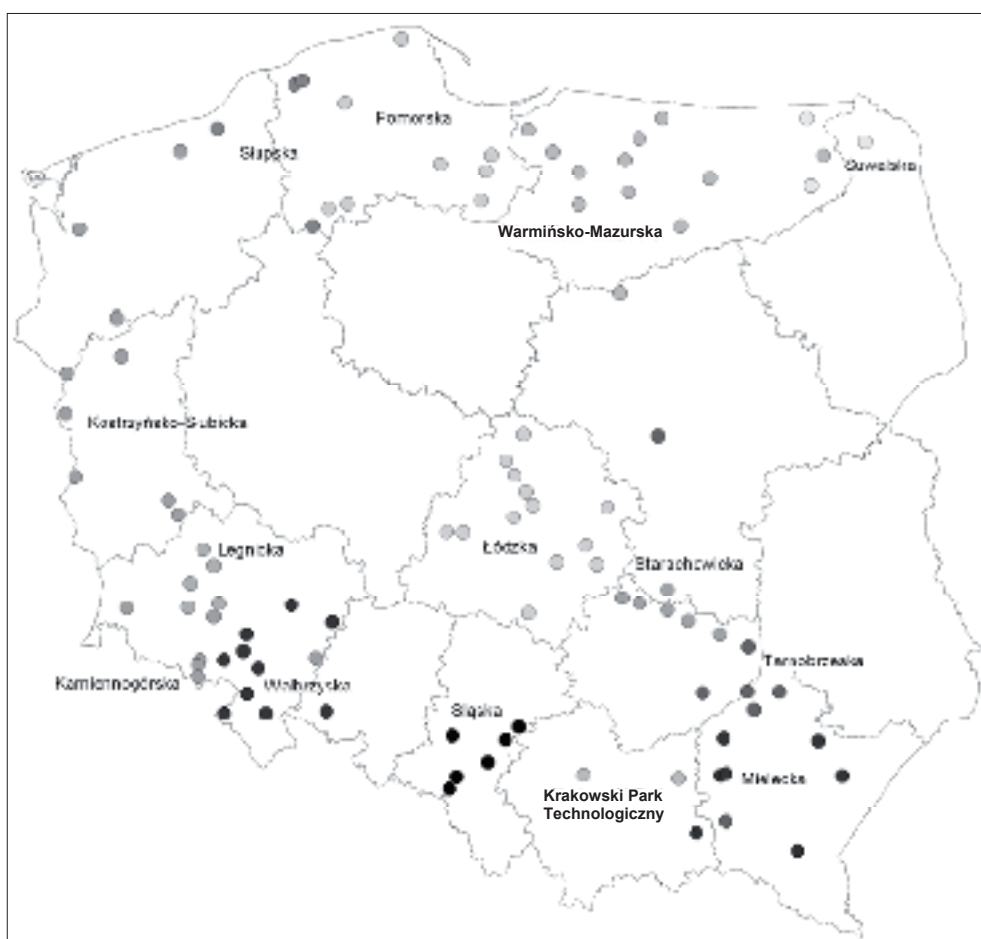 Pomorska
Słupska
Suwalska
Warmińsko-Mazurska
Kostrzyńsko-Słubicka
Legnicka
Łódzka
Starachowicka
Tarnobrzeska
Kamiennogórska
Wałbrzyska
Śląska
Mielecka
Krakowski Park
Technologiczny